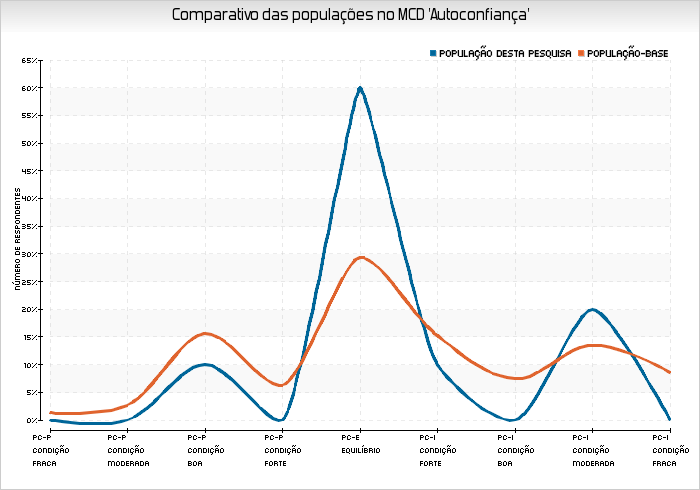 Comparativo das populações no MCD 'Autoconfiança'
POPULAÇÃO DESTA PESQUISA POPULAÇÃO-BASE
NÚMERO DE RESPONDENTES
65%
60%
55%
50%
45%
40%
35%
30%
25%
20%
15%
10%
5%
0%
PC-P CONDIÇÃO FRACA
PC-P CONDIÇÃO MODERADA
PC-P CONDIÇÃO BOA
PC-P CONDIÇÃO FORTE
PC-E EQUILÍBRIO
PC-I CONDIÇÃO FORTE
PC-I CONDIÇÃO BOA
PC-I CONDIÇÃO MODERADA
PC-I CONDIÇÃO FRACA